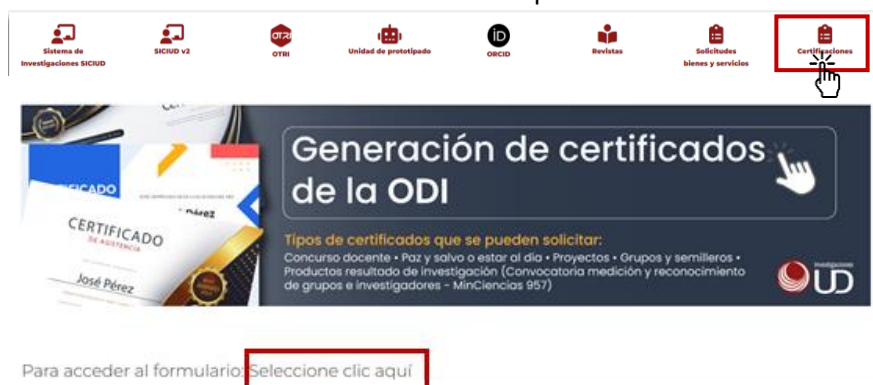 Sistema de
Investigaciones SICIUD
SICIUD v2
OTRI
OTRI
Unidad de prototipado
iD
ORCID
Revistas
Solicitudes
bienes y servicios
Certificaciones
CERTIFICADO
DE ASISTENCIA
José Pérez
Generación de certificados
de la ODI
Tipos de certificados que se pueden solicitar:
Concurso docente • Paz y salvo o estar al día • Proyectos • Grupos y semilleros •
Productos resultado de investigación (Convocatoria medición y reconocimiento
de grupos e investigadores - MinCiencias 957)
investigaciones
UD
Para acceder al formulario: Seleccione clic aquí